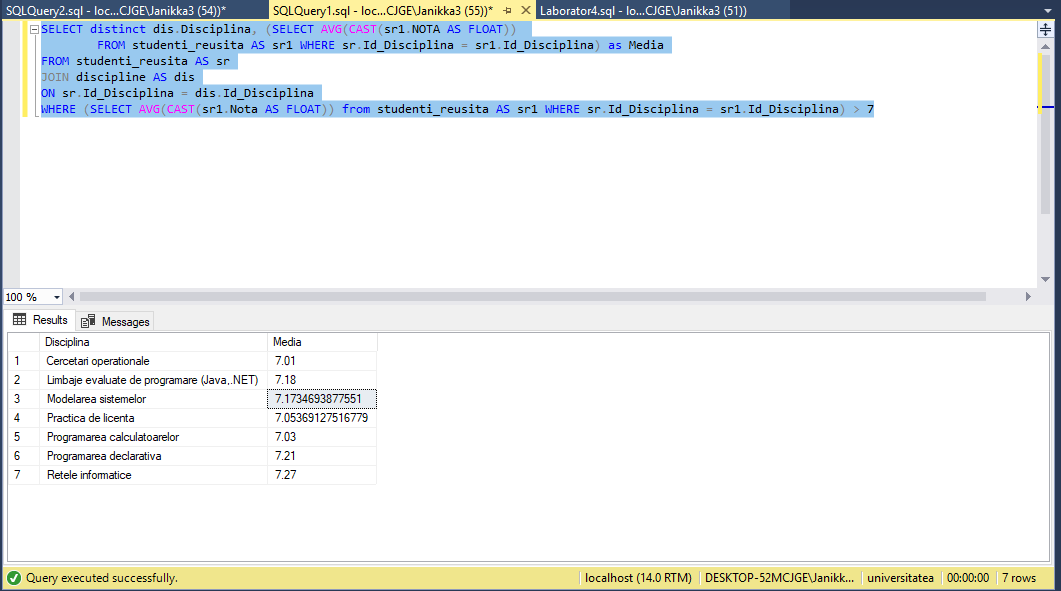 SQLQuery2.sql - loc...CJGE\Janikka3 (54))* SQLQuery1.sql - loc...CJGE\Janikka3 (55))* Laborator4.sql - lo...CJGE\Janikka3 (51))
SELECT distinct dis.Disciplina, (SELECT AVG(CAST(sr1.NOTA AS FLOAT))
FROM studenti_reusita AS sr1 WHERE sr.Id_Disciplina = sr1.Id_Disciplina) as Media
FROM studenti_reusita AS sr
JOIN discipline AS dis
ON sr.Id_Disciplina = dis.Id_Disciplina
WHERE (SELECT AVG(CAST(sr1.Nota AS FLOAT)) from studenti_reusita AS sr1 WHERE sr.Id_Disciplina = sr1.Id_Disciplina) > 7
100 %
Results Messages
Disciplina Media
1 Cercetari operationale 7.01
2 Limbaje evaluate de programare (Java,.NET) 7.18
3 Modelarea sistemelor 7.1734693877551
4 Practica de licenta 7.05369127516779
5 Programarea calculatoarelor 7.03
6 Programarea declarativa 7.21
7 Retele informatice 7.27
Query executed successfully. localhost (14.0 RTM) DESKTOP-52MCJGE\Janikk... universitatea 00:00:00 7 rows